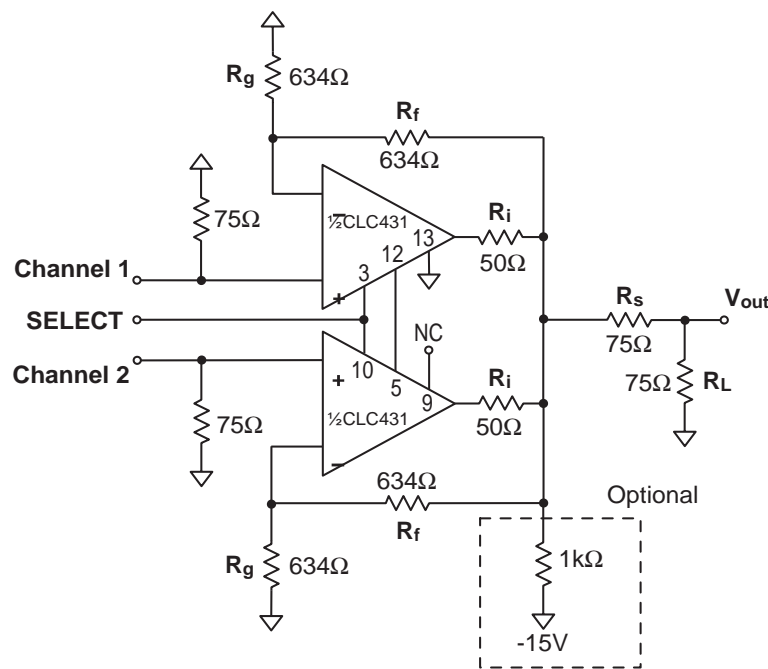 Rg 634Ω
Rf
634Ω
75Ω
½CLC431
–
+
13
12
3
Ri
50Ω
Channel 1
SELECT
Channel 2
Rs
75Ω
Vout
75Ω RL
NC
10
5
9
+
½CLC431
–
Ri
50Ω
75Ω
634Ω
Rf
Rg 634Ω
Optional
1kΩ
-15V